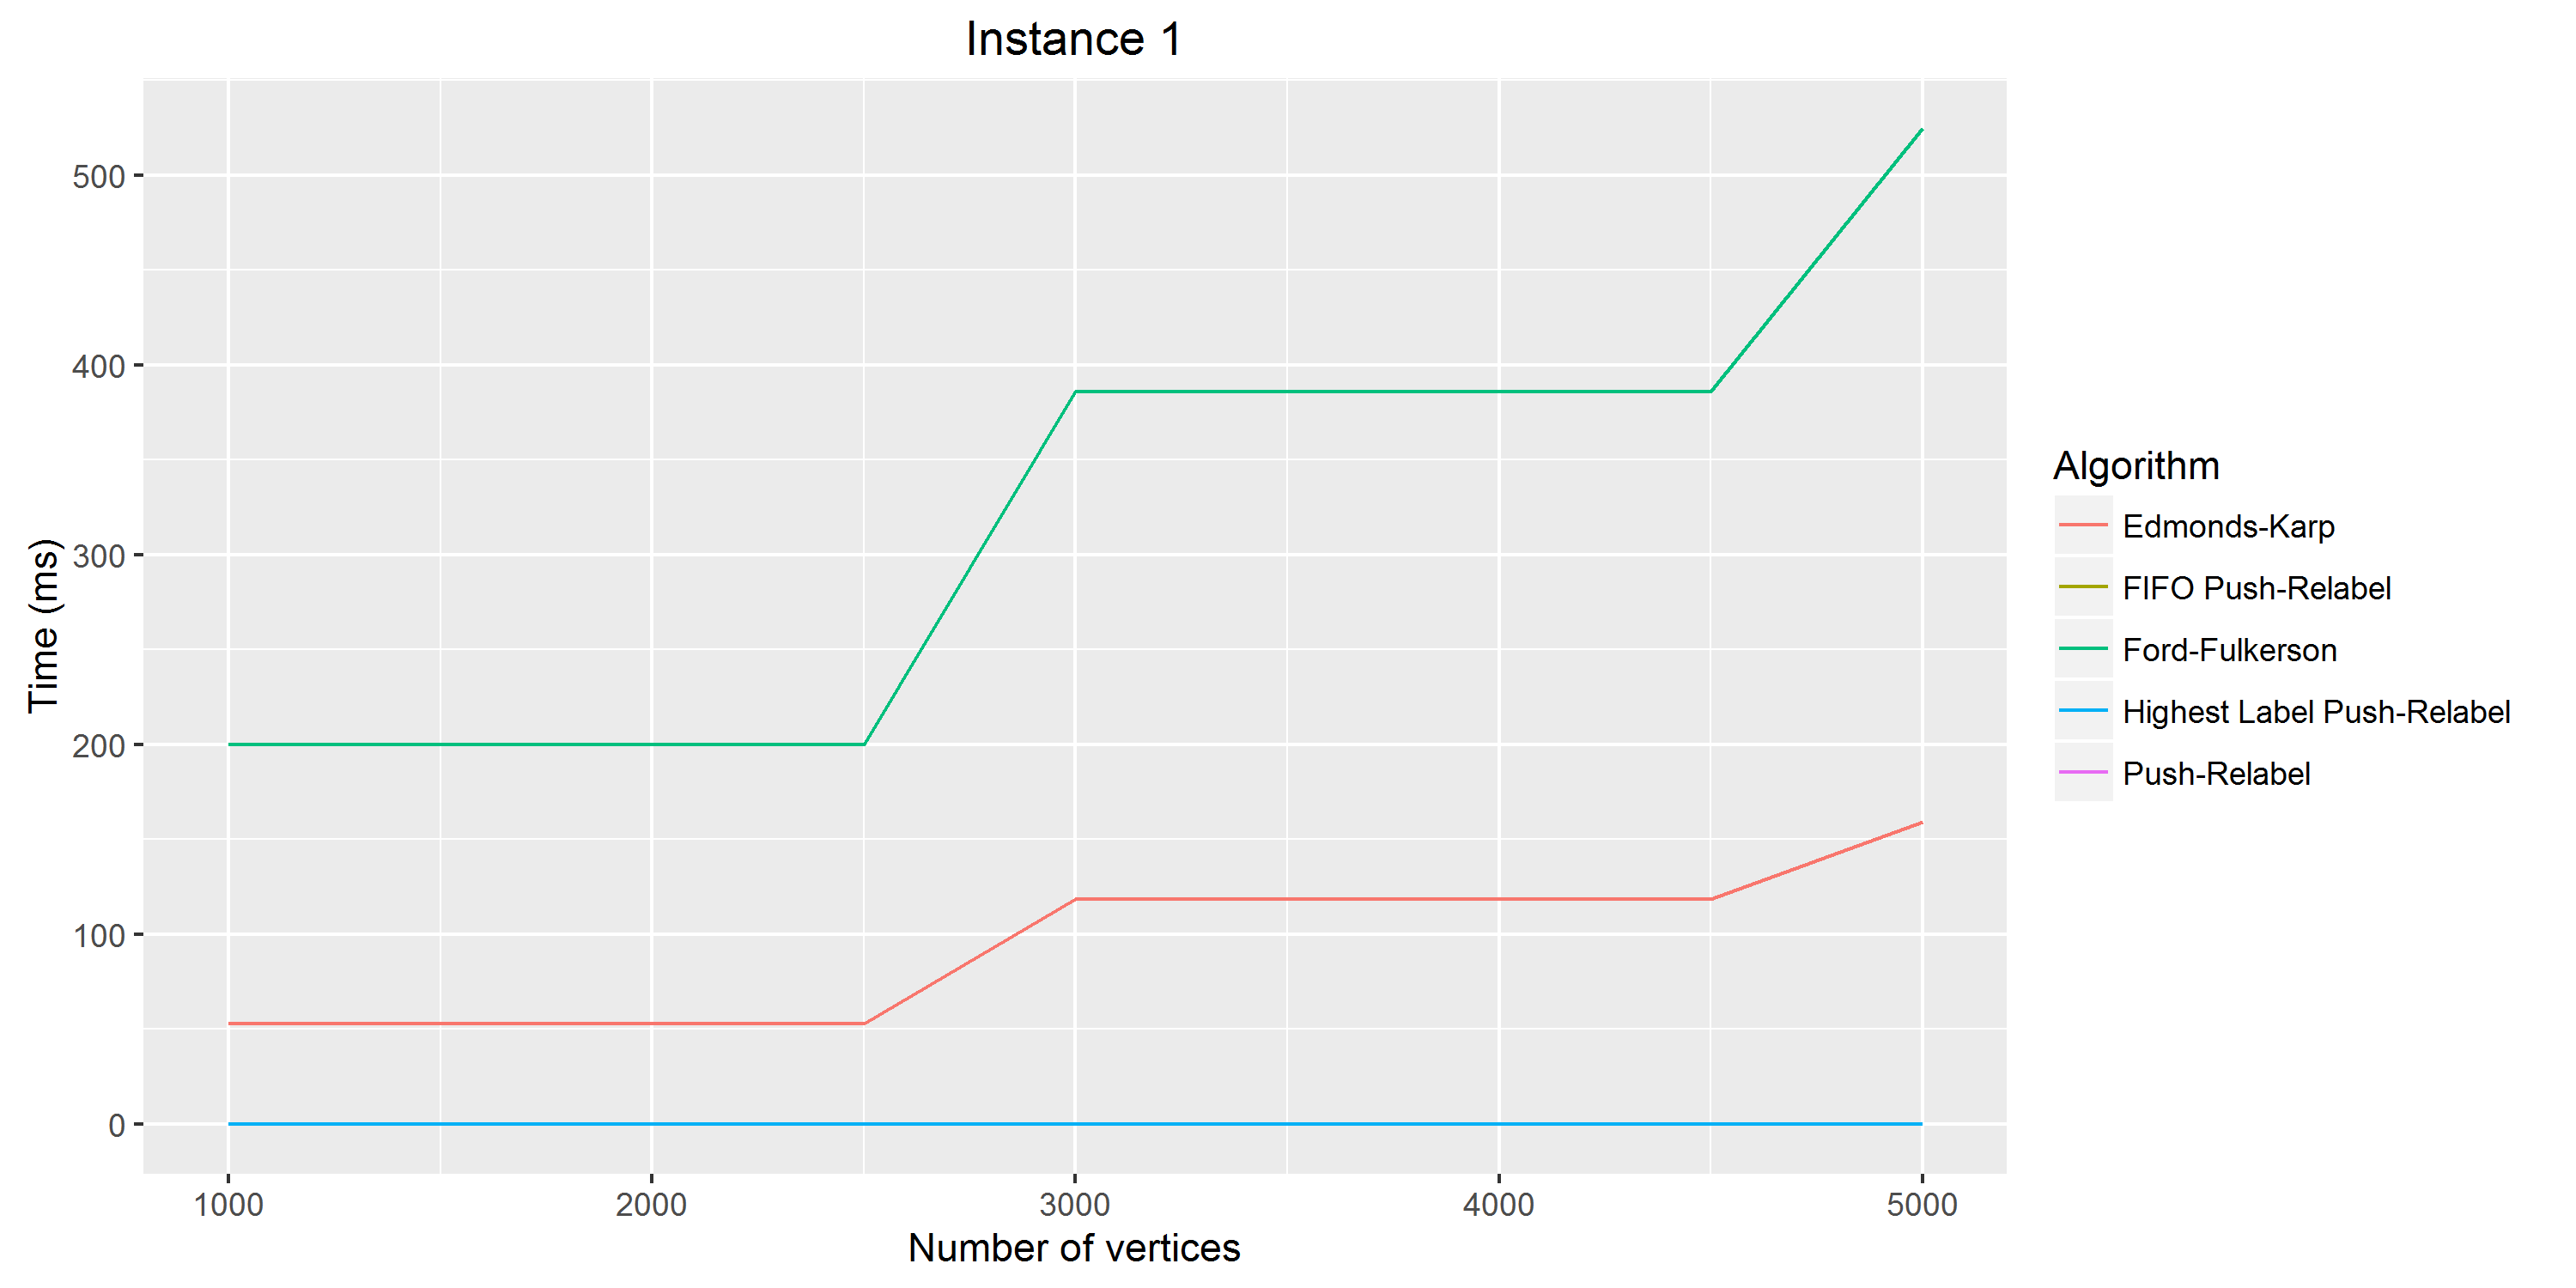 Instance 1
500
400
300
200
100
0
Time (ms)
1000 2000 3000 4000 5000
Number of vertices
Algorithm
Edmonds-Karp
FIFO Push-Relabel
Ford-Fulkerson
Highest Label Push-Relabel
Push-Relabel